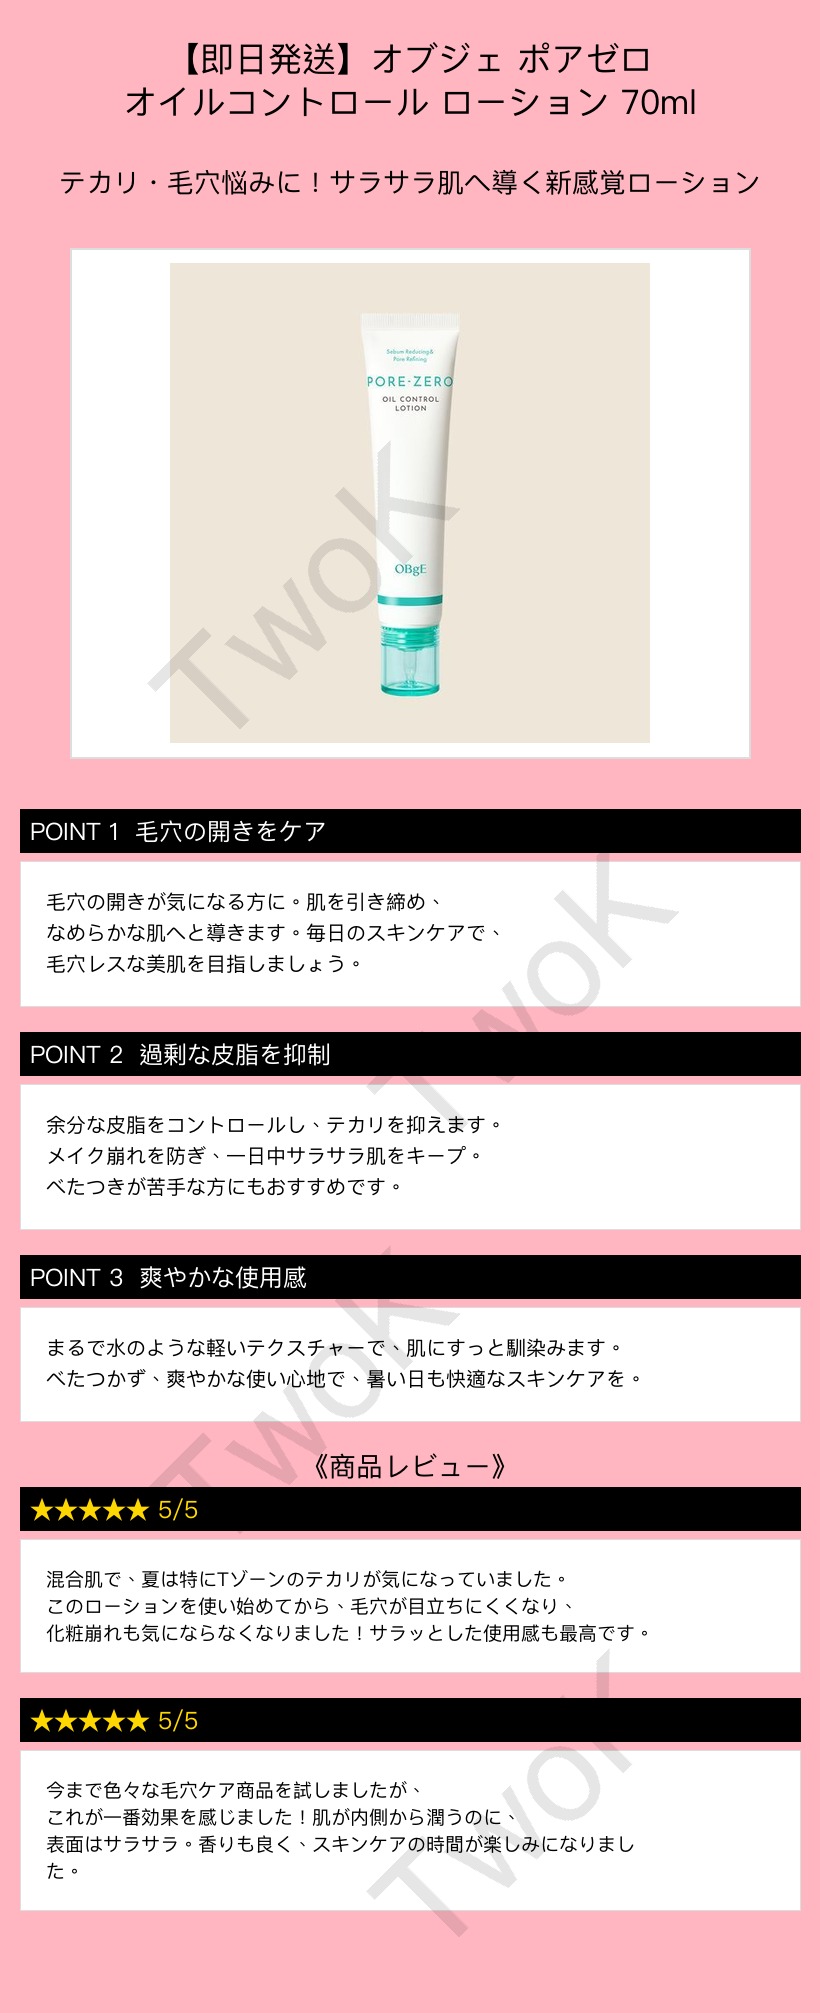 【即日発送】オブジェ ポアゼロ
オイルコントロール ローション 70ml
テカリ・毛穴悩みに！サラサラ肌へ導く新感覚ローション
Sebum Reducing&
Pore Refining
PORE-ZERO
OIL CONTROL
LOTION
OBgE
TwoK
POINT 1 毛穴の開きをケア
毛穴の開きが気になる方に。肌を引き締め、
なめらかな肌へと導きます。毎日のスキンケアで、
毛穴レスな美肌を目指しましょう。
TwoK
POINT 2 過剰な皮脂を抑制
余分な皮脂をコントロールし、テカリを抑えます。
メイク崩れを防ぎ、一日中サラサラ肌をキープ。
べたつきが苦手な方にもおすすめです。
POINT 3 爽やかな使用感
まるで水のような軽いテクスチャーで、肌にすっと馴染みます。
べたつかず、爽やかな使い心地で、暑い日も快適なスキンケアを。
TwoK
《商品レビュー》
★★★★★ 5/5
混合肌で、夏は特にTゾーンのテカリが気になっていました。
このローションを使い始めてから、毛穴が目立ちにくくなり、
化粧崩れも気にならなくなりました！サラッとした使用感も最高です。
★★★★★ 5/5
今まで色々な毛穴ケア商品を試しましたが、
これが一番効果を感じました！肌が内側から潤うのに、
表面はサラサラ。香りも良く、スキンケアの時間が楽しみになりまし
た。
TwoK